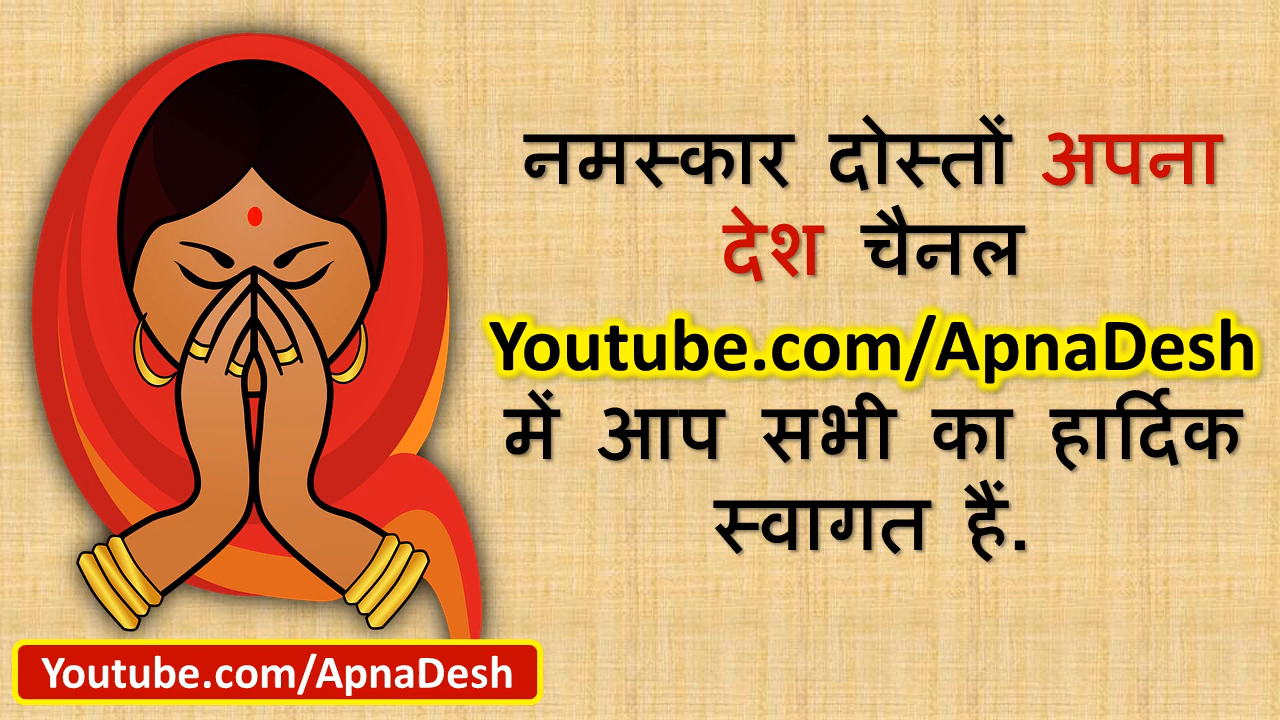 नमस्कार दोस्तों अपना
देश चैनल
Youtube.com/ApnaDesh
में आप सभी का हार्दिक
स्वागत हैं.
Youtube.com/ApnaDesh